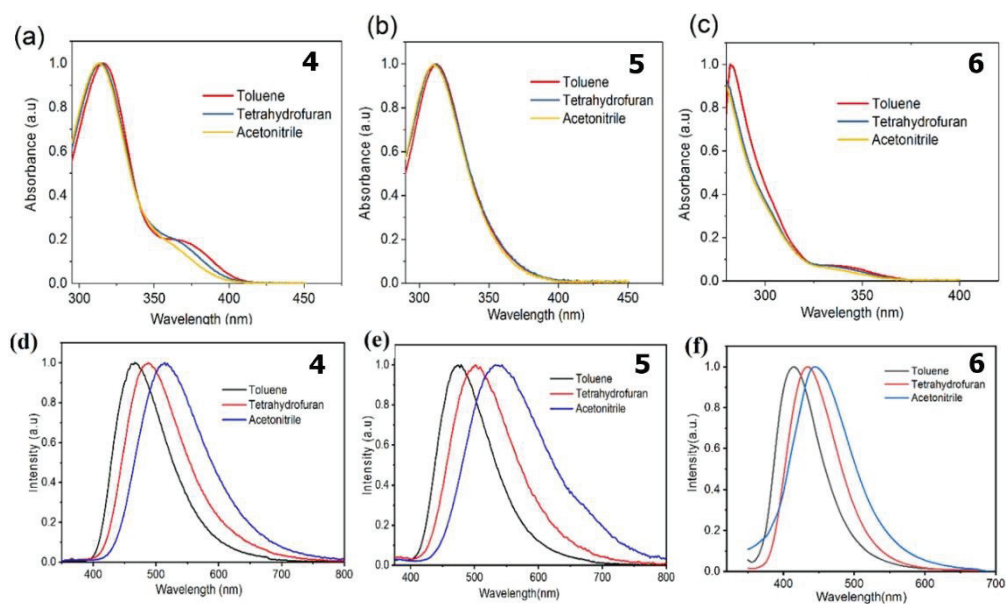 (a)
4
Toluene
Tetrahydrofuran
Acetonitrile
Absorbance (a.u)
1.0
0.8
0.6
0.4
0.2
0.0
300 350 400 450
Wavelength (nm)
(b)
5
Toluene
Tetrahydrofuran
Acetonitrile
Absorbance (a.u)
1.0
0.8
0.6
0.4
0.2
0.0
300 350 400 450
Wavelength (nm)
(c)
6
Toluene
Tetrahydrofuran
Acetonitrile
Absorbance (a.u)
1.0
0.8
0.6
0.4
0.2
0.0
300 350 400
Wavelength (nm)
(d)
4
Toluene
Tetrahydrofuran
Acetonitrile
Intensity (a.u)
1.0
0.8
0.6
0.4
0.2
0.0
400 500 600 700 800
Wavelength (nm)
(e)
5
Toluene
Tetrahydrofuran
Acetonitrile
Intensity (a.u)
1.0
0.8
0.6
0.4
0.2
0.0
400 500 600 700 800
Wavelength (nm)
(f)
6
Toluene
Tetrahydrofuran
Acetonitrile
Intensity(a.u.)
1.0
0.8
0.6
0.4
0.2
0.0
400 500 600 700
Wavelength(nm)